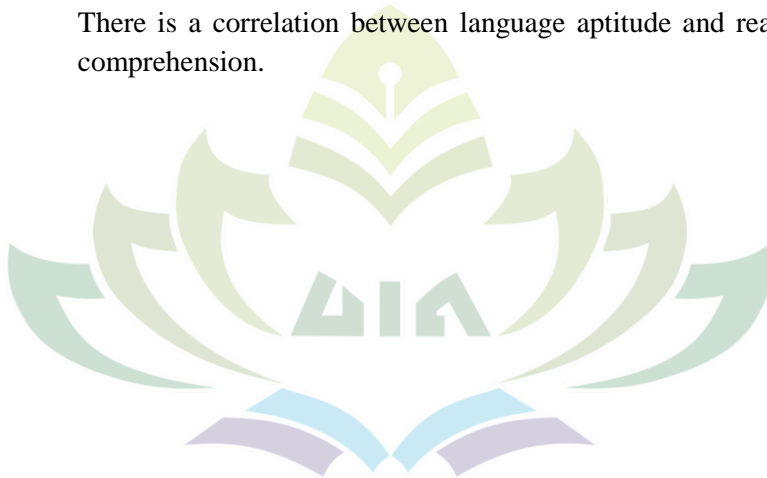 There is a correlation between language aptitude and rea
comprehension.